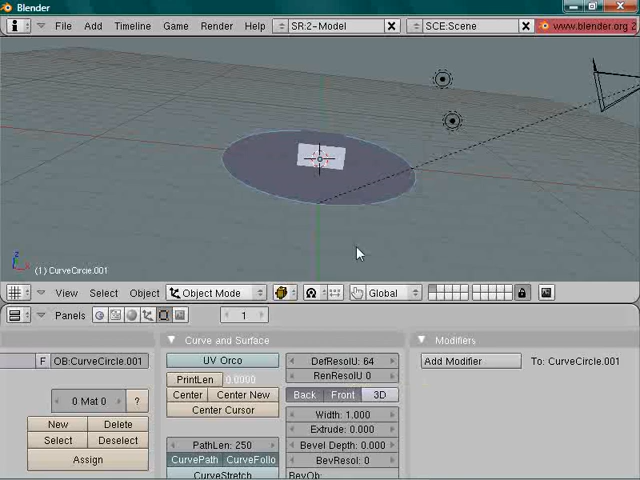 Blender
File Add Timeline Game Render Help SR:2-Model SCE:Scene www.blender.org 2
z
(1) CurveCircle.001
View Select Object Object Mode Global
Panels 1
Curve and Surface Modifiers
F OB:CurveCircle.001 UV Orco DefResolU: 64 Add Modifier To: CurveCircle.001
PrintLen 0.0000 RenResolU 0
Center Center New Back Front 3D
0 Mat 0 ? Center Cursor Width: 1.000
New Delete Extrude: 0.000
Select Deselect PathLen: 250 Bevel Depth: 0.000
Assign CurvePath CurveFollo BevResol: 0
CurveStretch BevOb: